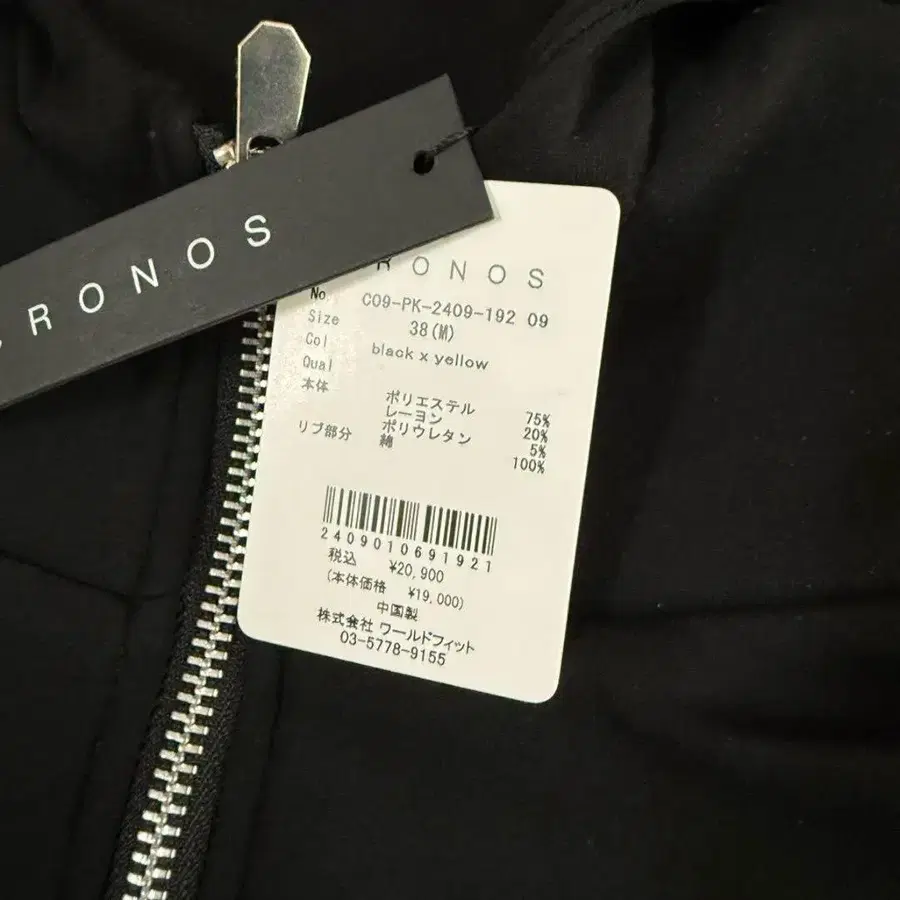 CRONOS
RONOS
No. C09-PK-2409-192 09
Size 38(M)
Col black x yellow
Qual
本体 ポリエステル 75%
レーヨン 20%
ポリウレタン 5%
リブ部分 綿 100%
2409010691921
税込 ¥20,900
(本体価格 ¥19,000)
中国製
株式会社 ワールドフィット
03-5778-9155